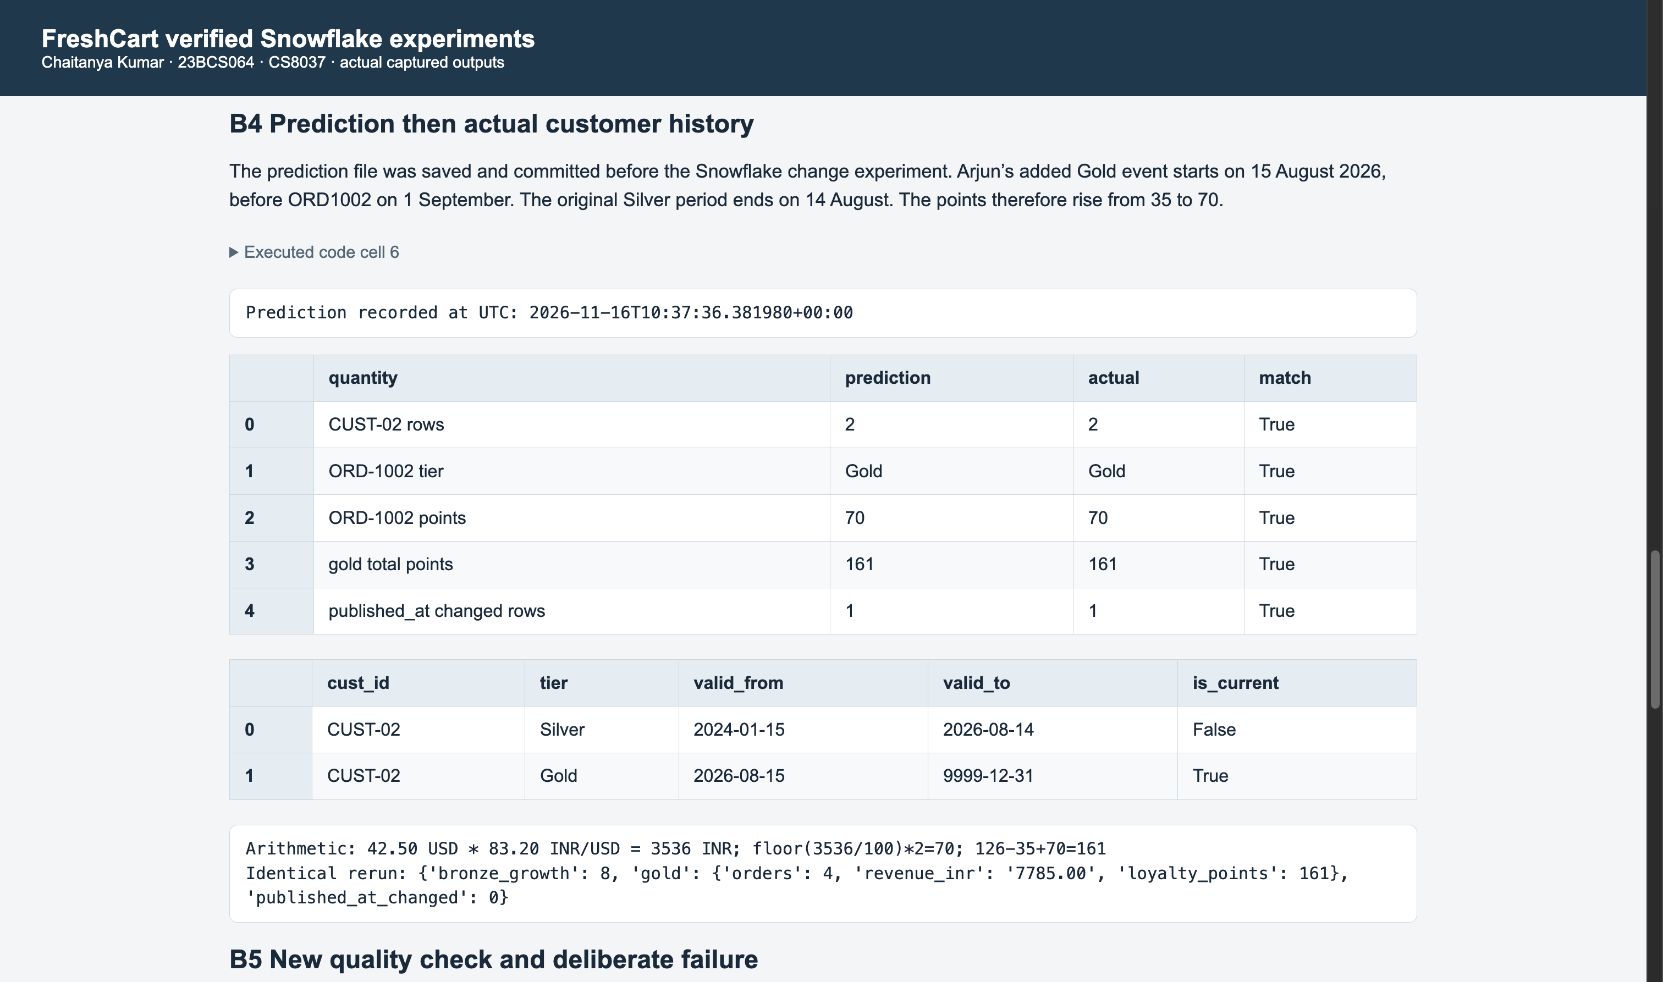 FreshCart verified Snowflake experiments
Chaitanya Kumar · 23BCS064 · CS8037 · actual captured outputs
B4 Prediction then actual customer history
The prediction file was saved and committed before the Snowflake change experiment. Arjun’s added Gold event starts on 15 August 2026,
before ORD1002 on 1 September. The original Silver period ends on 14 August. The points therefore rise from 35 to 70.
▶ Executed code cell 6
Prediction recorded at UTC: 2026-11-16T10:37:36.381980+00:00
quantity prediction actual match
0 CUST-02 rows 2 2 True
1 ORD-1002 tier Gold Gold True
2 ORD-1002 points 70 70 True
3 gold total points 161 161 True
4 published_at changed rows 1 1 True
cust_id tier valid_from valid_to is_current
0 CUST-02 Silver 2024-01-15 2026-08-14 False
1 CUST-02 Gold 2026-08-15 9999-12-31 True
Arithmetic: 42.50 USD * 83.20 INR/USD = 3536 INR; floor(3536/100)*2=70; 126-35+70=161
Identical rerun: {'bronze_growth': 8, 'gold': {'orders': 4, 'revenue_inr': '7785.00', 'loyalty_points': 161},
'published_at_changed': 0}
B5 New quality check and deliberate failure